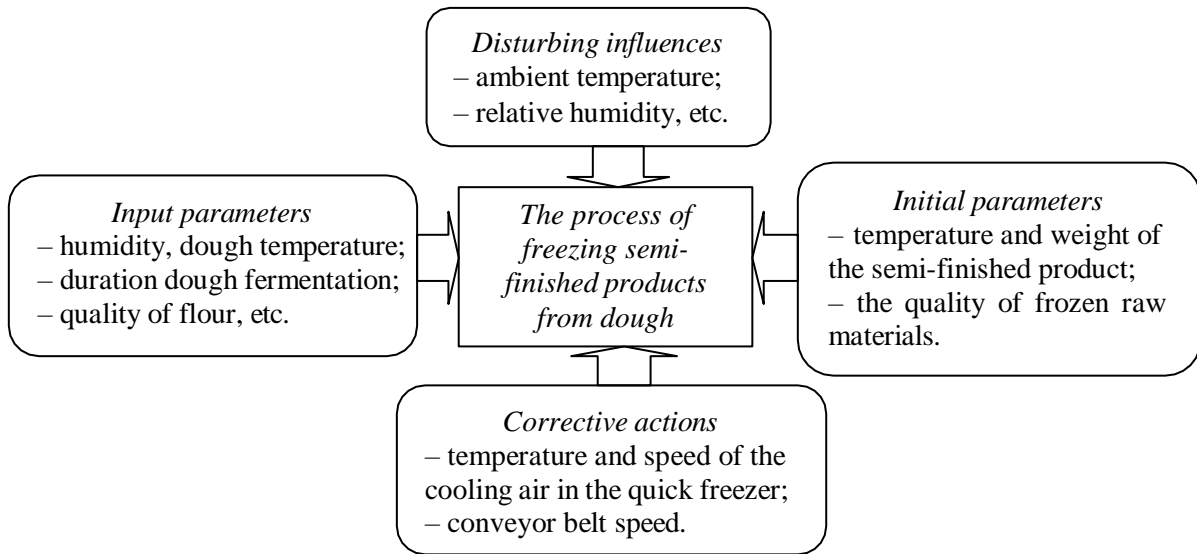 Disturbing influences
– ambient temperature;
– relative humidity, etc.
Input parameters
– humidity, dough temperature;
– duration dough fermentation;
– quality of flour, etc.
The process of
freezing semi-
finished products
from dough
Initial parameters
– temperature and weight of
the semi-finished product;
– the quality of frozen raw
materials.
Corrective actions
– temperature and speed of the
cooling air in the quick freezer;
– conveyor belt speed.